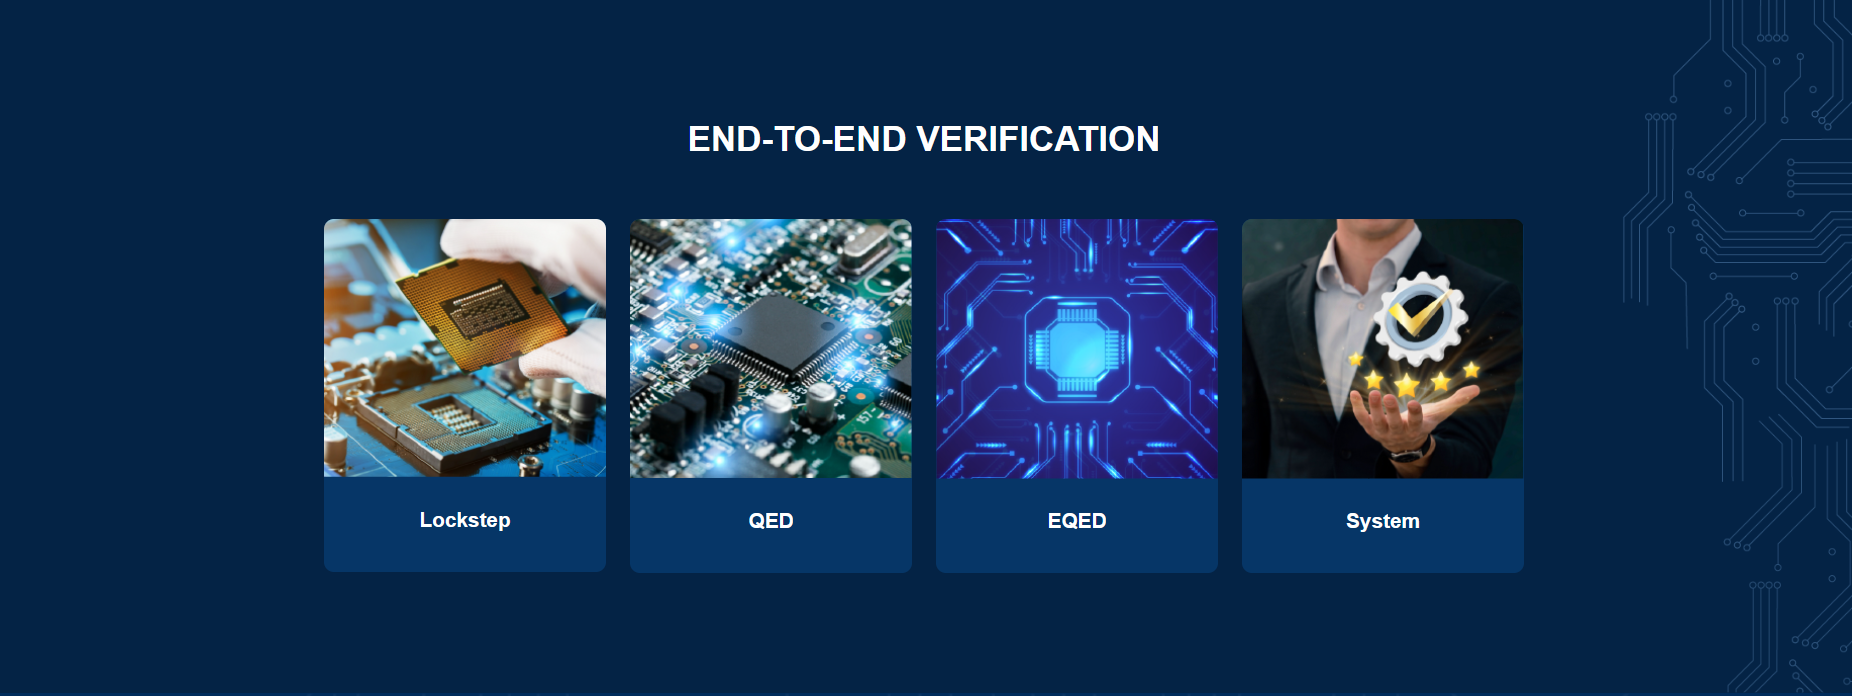 END-TO-END VERIFICATION
Lockstep
QED
EQED
System